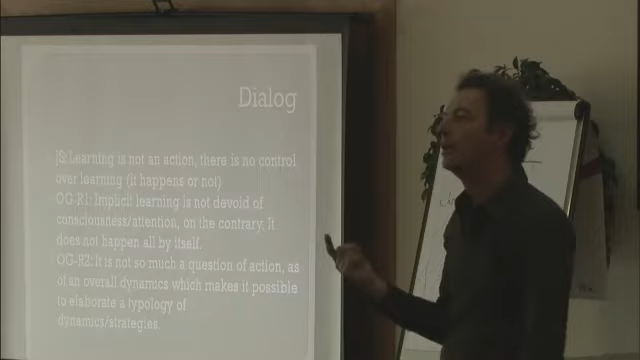 Dialog
JS: Learning is not an action, there is no control
over learning (it happens or not)
OG-R1: Implicit learning is not devoid of
consciousness/attention, on the contrary. It
does not happen all by itself.
OG-R2: It is not so much a question of action, as
of an overall dynamics which makes it possible
to elaborate a typology of
dynamics/strategies.